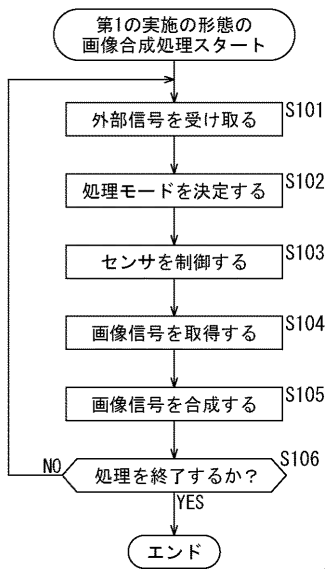 第1の実施の形態の
画像合成処理スタート
外部信号を受け取る
S101
処理モードを決定する
S102
センサを制御する
S103
画像信号を取得する
S104
画像信号を合成する
S105
処理を終了するか?
S106
NO
YES
エンド